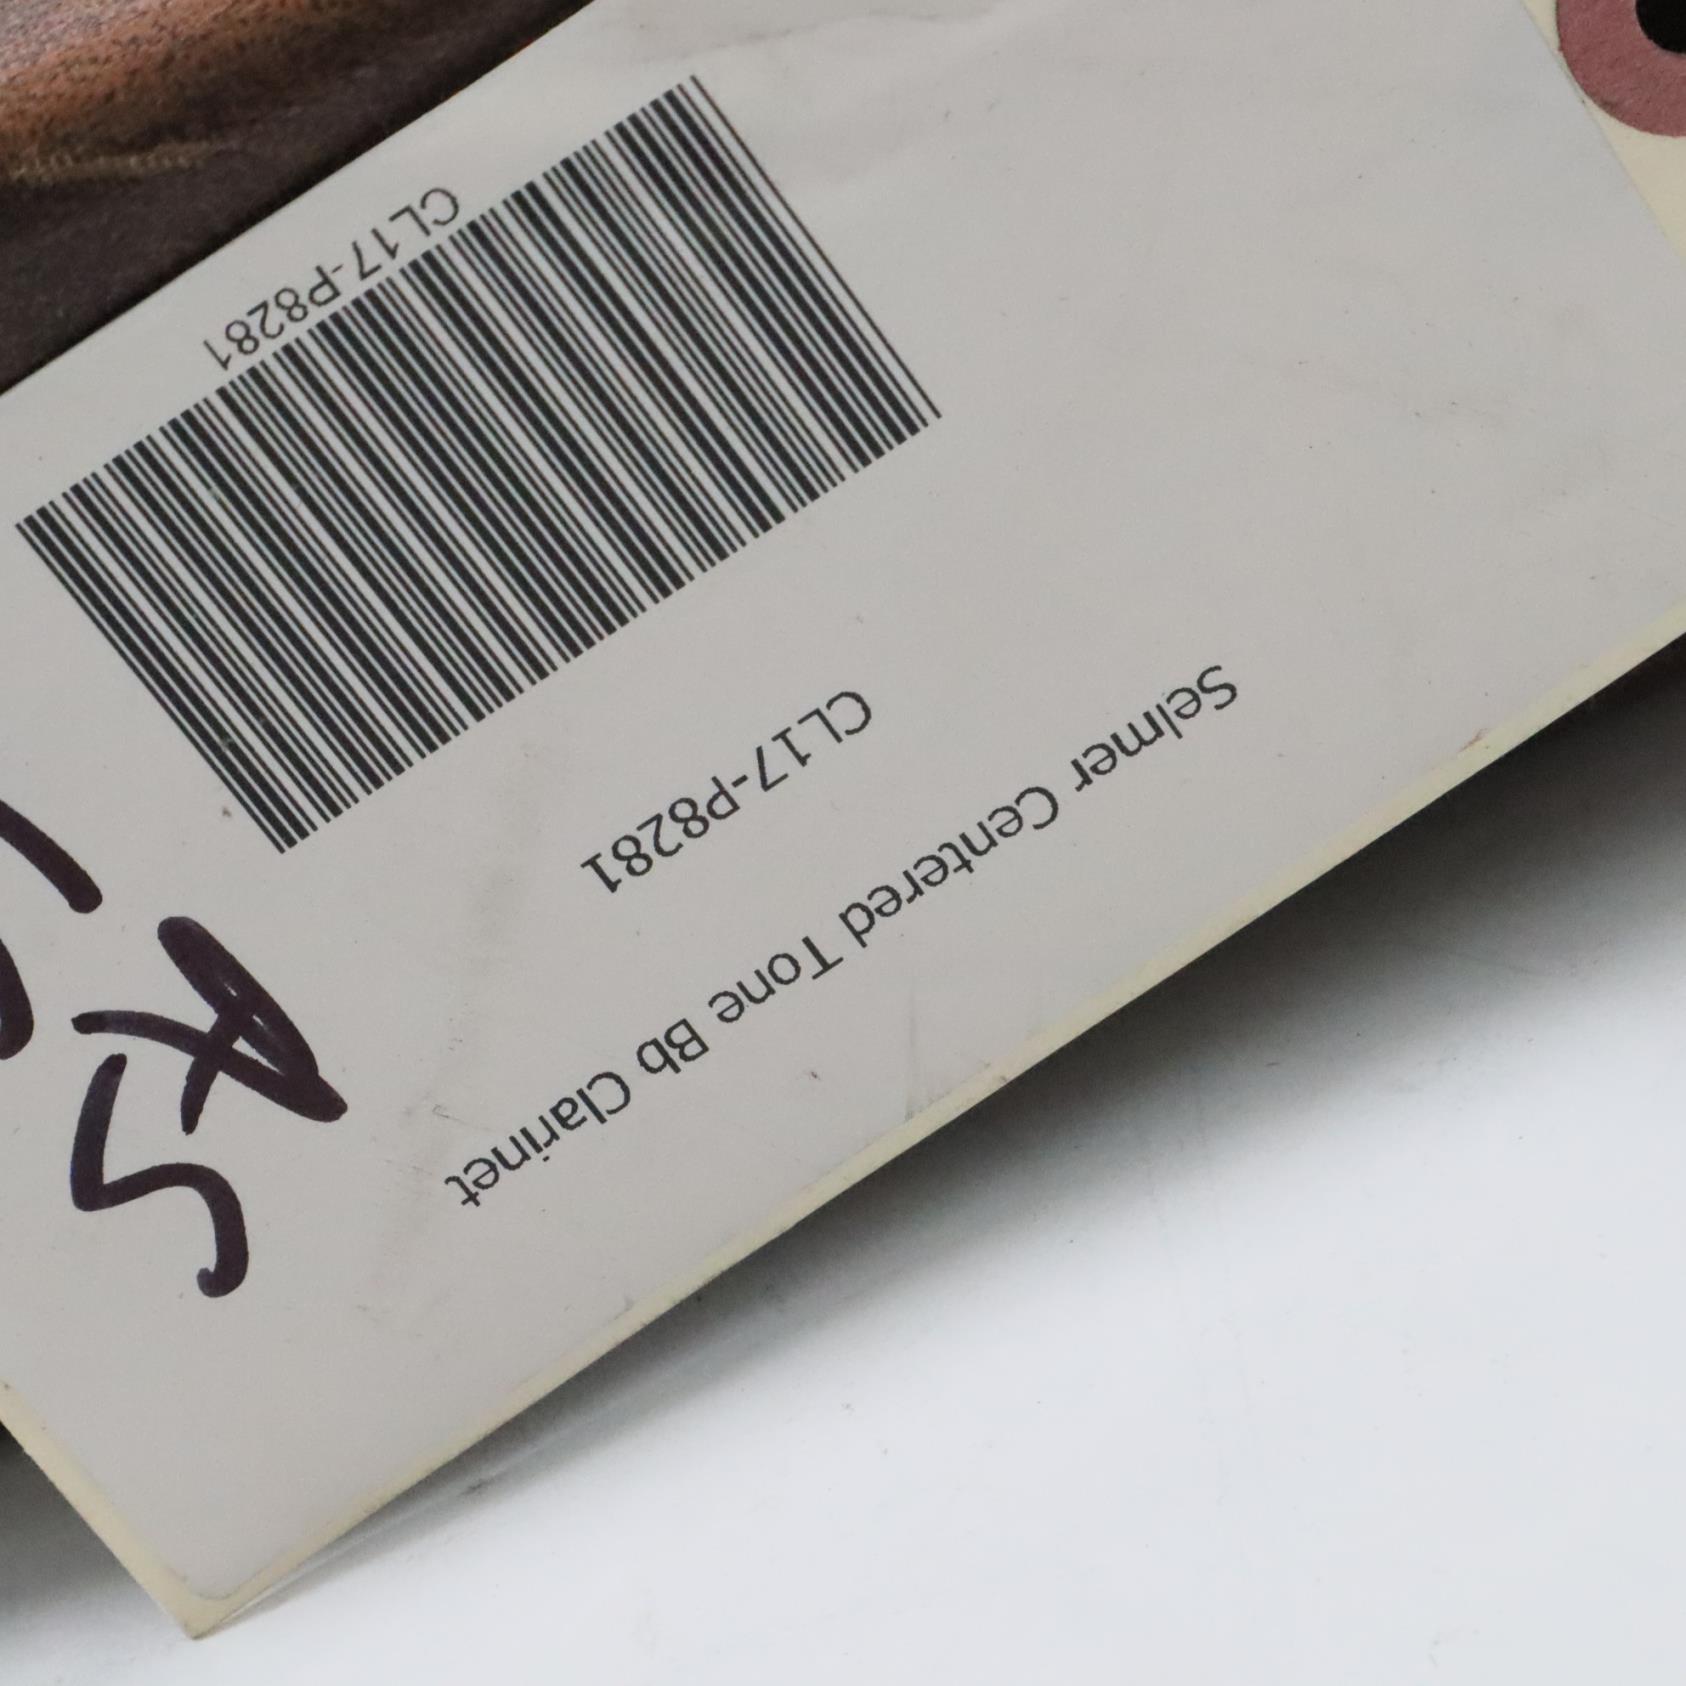 Selmer Centered Tone Bb Clarinet
CL17-P8281
CL17-P8281